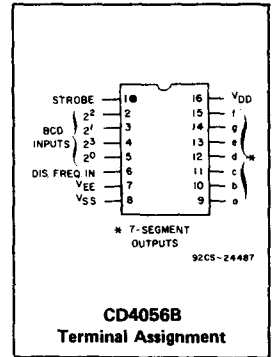 STROBE 1 16 VDD
2² 2 15 f
2¹ 3 14 g
BCD INPUTS
2³ 4 13 e
2⁰ 5 12 d *
DIS. FREQ. IN 6 11 c
VEE 7 10 b
VSS 8 9 a
* 7-SEGMENT
OUTPUTS
92CS-24487
CD4056B
Terminal Assignment